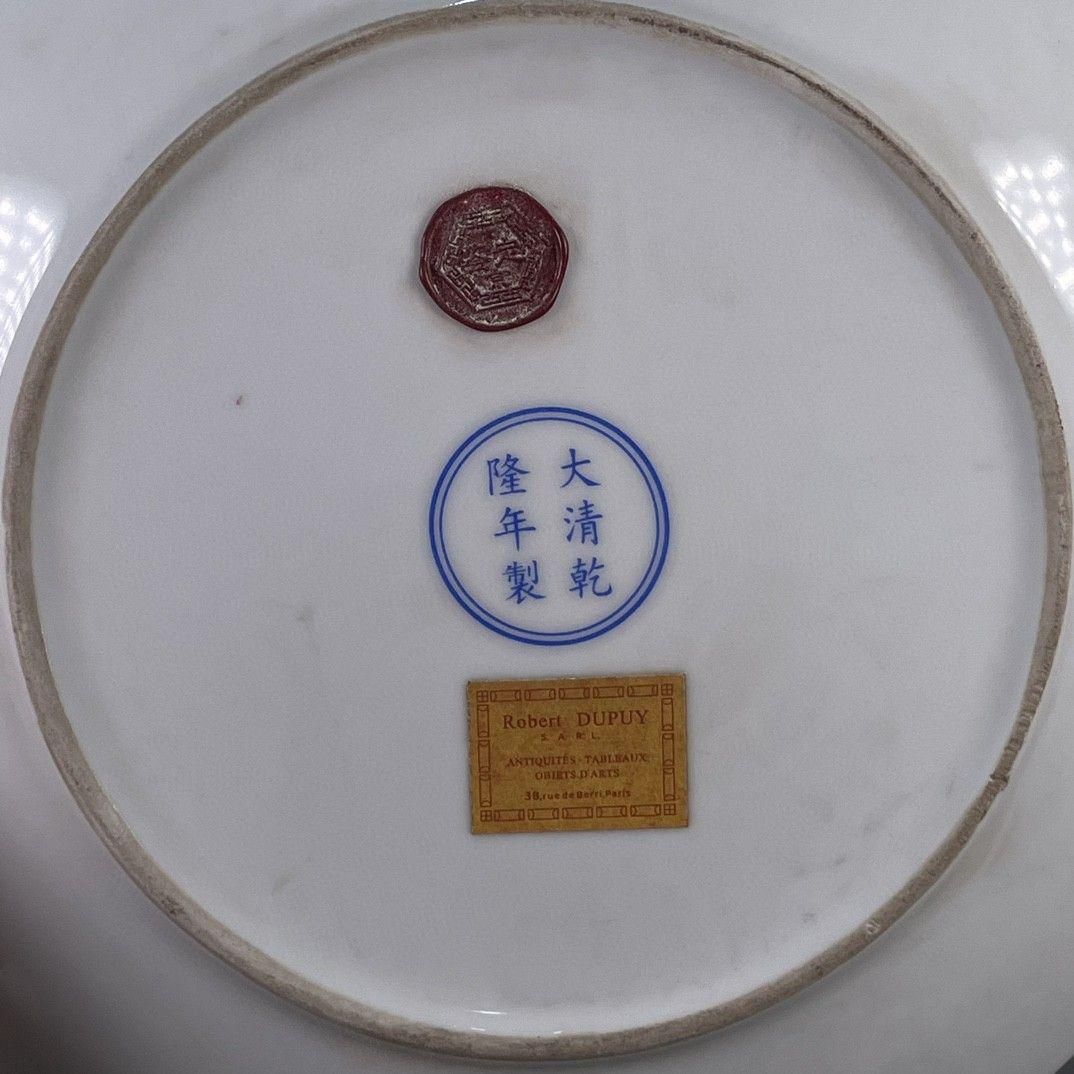 大清乾
隆年製
Robert DUPUY
S. A. R. L.
ANTIQUITÉS - TABLEAUX
OBJETS D'ARTS
38, rue de Berri, Paris